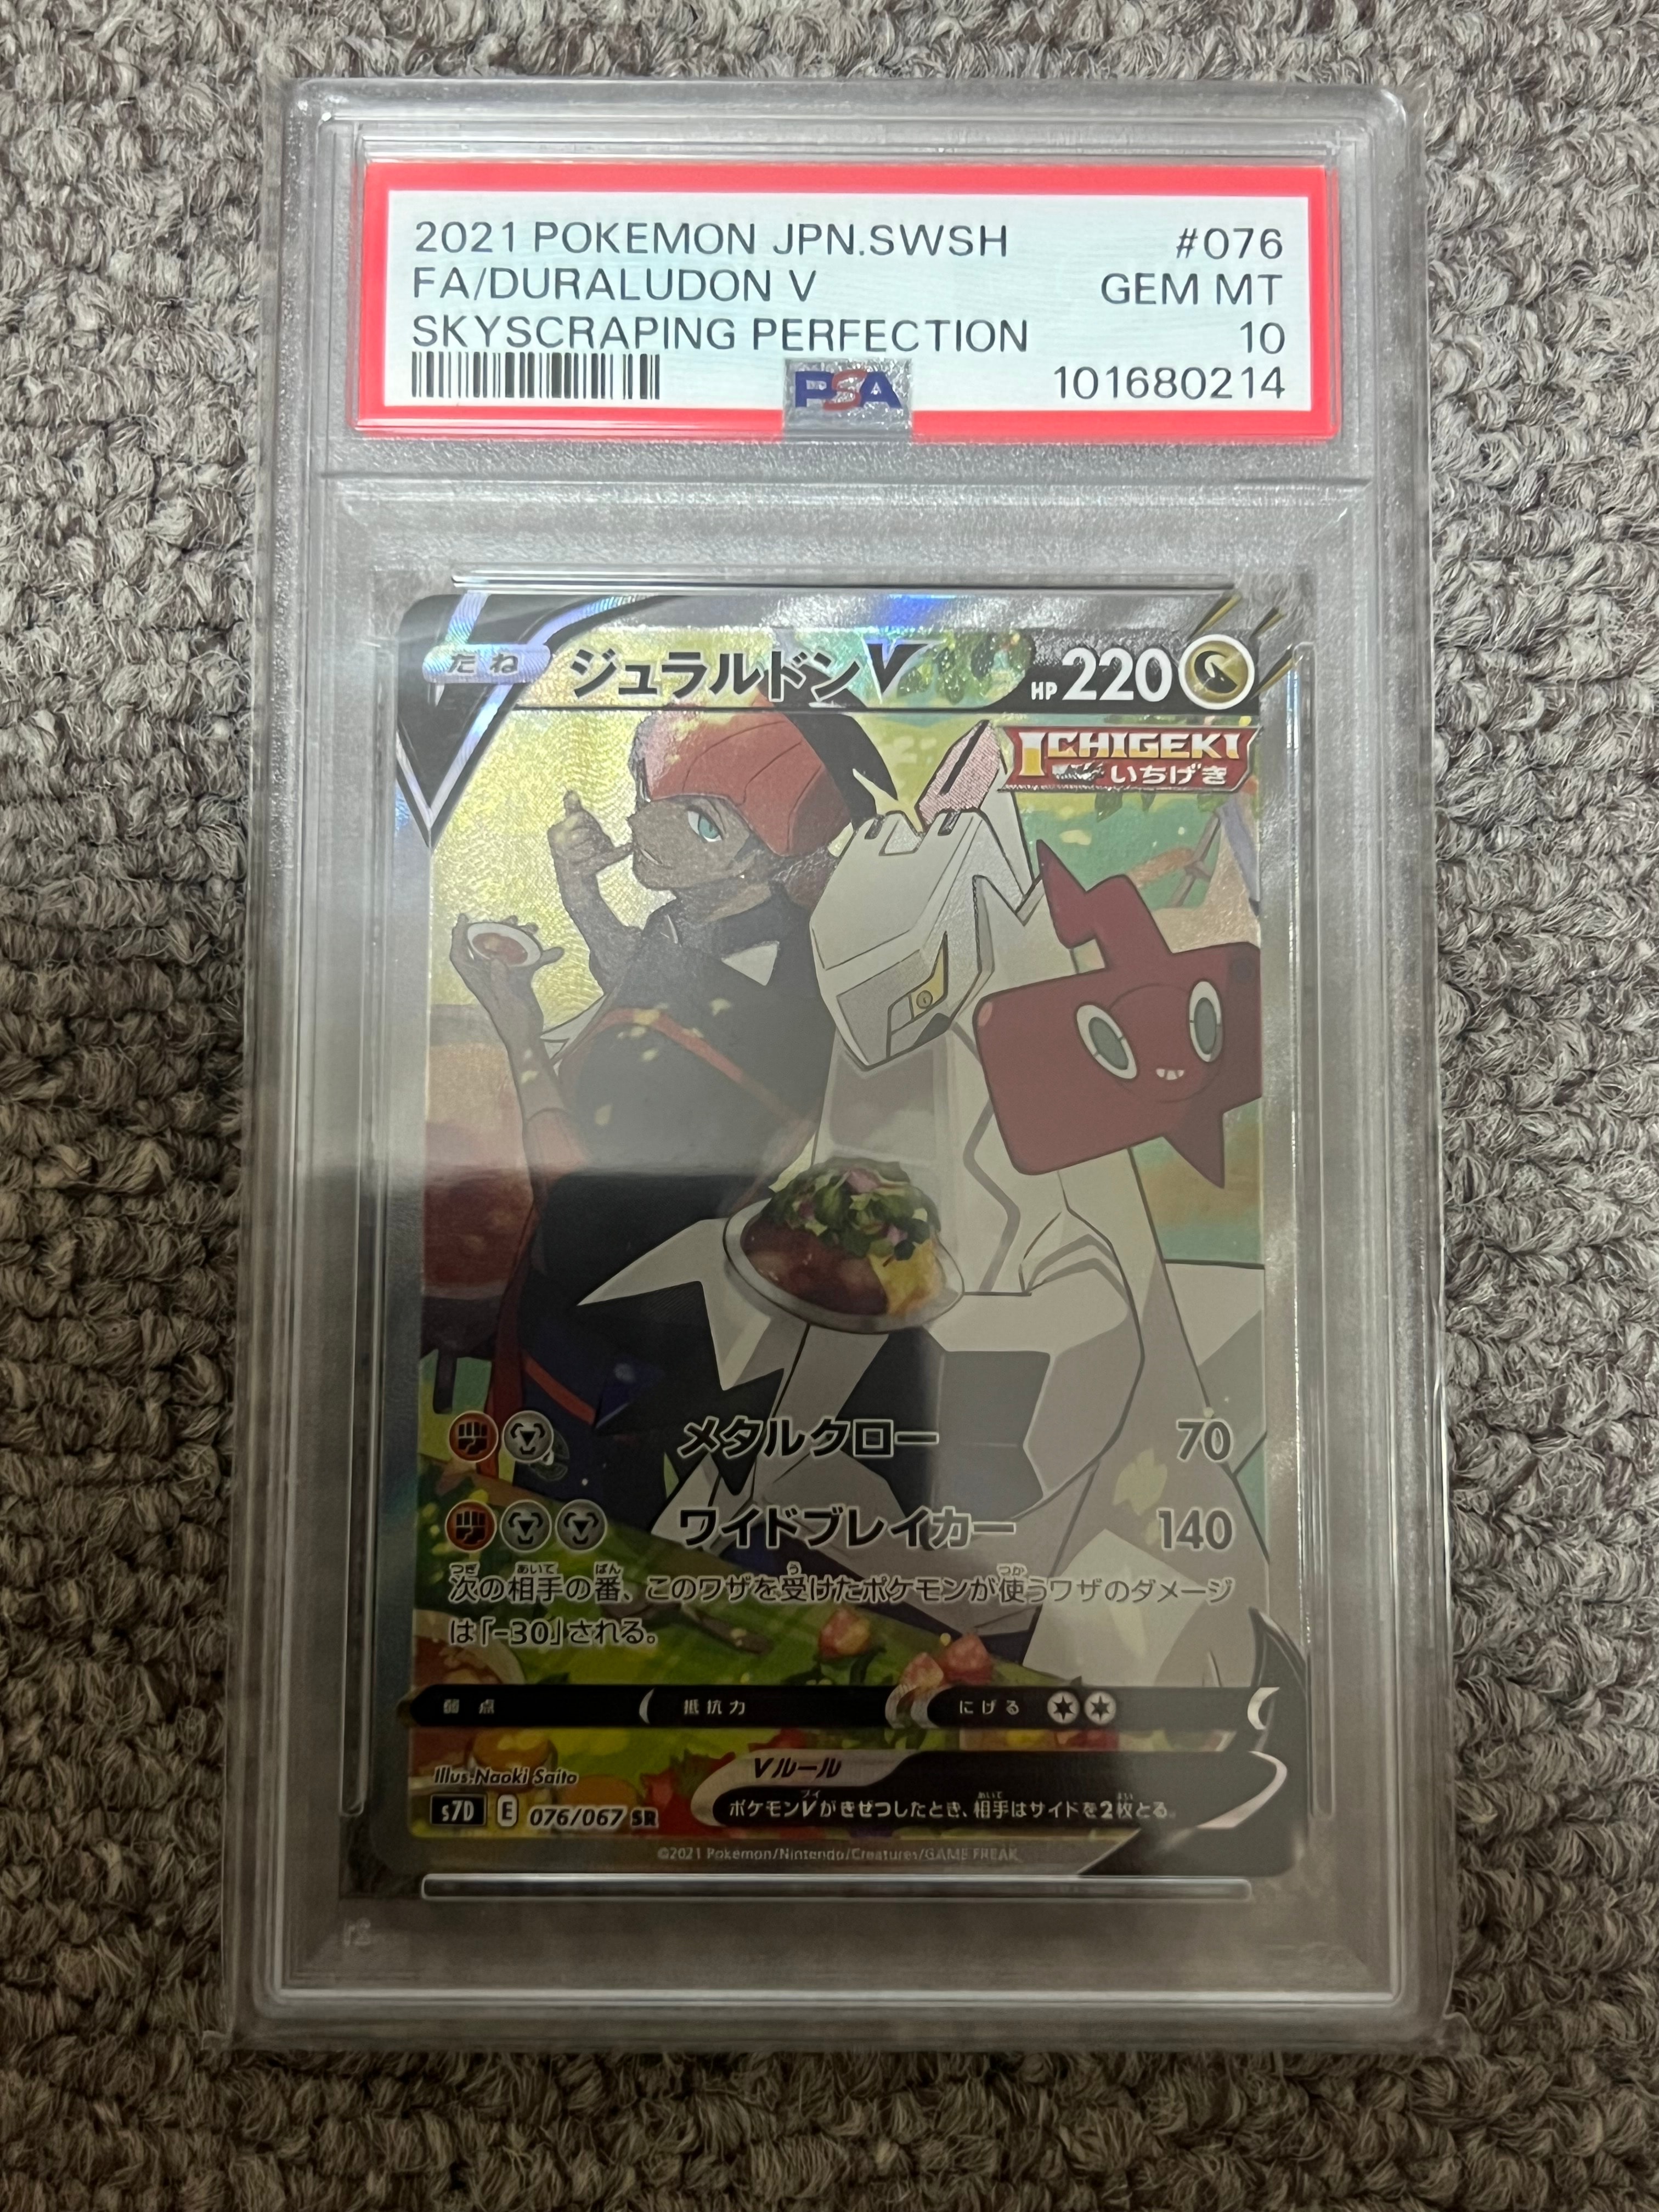 2021 POKEMON JPN.SWSH #076
FA/DURALUDON V GEM MT
SKYSCRAPING PERFECTION 10
PSA 101680214
たね ジュラルドンV HP 220
ICHIGEKI
いちげき
メタルクロー 70
ワイドブレイカー 140
次の相手の番、このワザを受けたポケモンが使うワザのダメージ
は「-30」される。
弱点 抵抗力 にげる
Illus. Naoki Saito
Vルール
s7D E 076/067 SR
ポケモンVがきぜつしたとき、相手はサイドを2枚とる。
©2021 Pokémon/Nintendo/Creatures/GAME FREAK